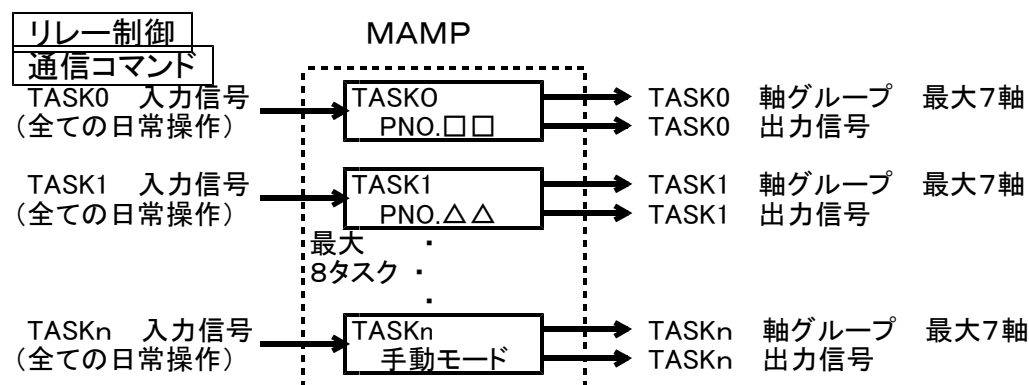 リレー制御
通信コマンド
MAMP
TASK0　入力信号
（全ての日常操作）
TASK0
PNO.□□
TASK0　軸グループ　最大7軸
TASK0　出力信号
TASK1　入力信号
（全ての日常操作）
TASK1
PNO.△△
TASK1　軸グループ　最大7軸
TASK1　出力信号
最大　　・
8タスク ・
・
TASKn　入力信号
（全ての日常操作）
TASKn
手動モード
TASKn　軸グループ　最大7軸
TASKn　出力信号